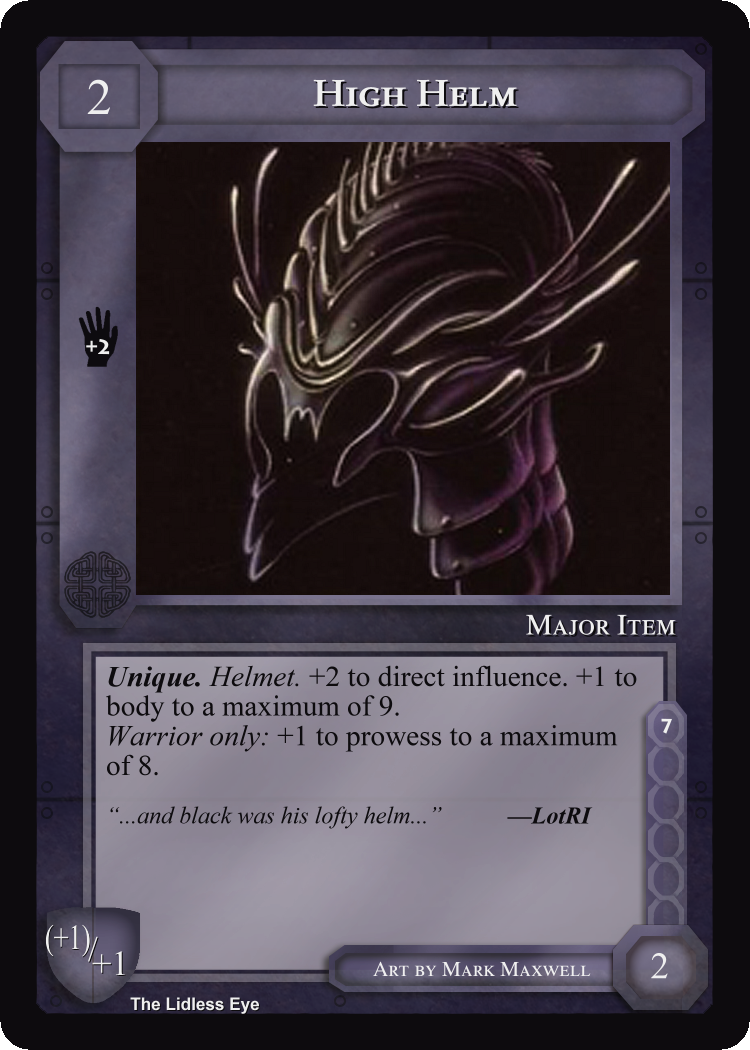 2
High Helm
+2
Major Item
Unique. Helmet. +2 to direct influence. +1 to
body to a maximum of 9.
Warrior only: +1 to prowess to a maximum
of 8.
“...and black was his lofty helm...” —LotRI
7
(+1)/+1
Art by Mark Maxwell
2
The Lidless Eye